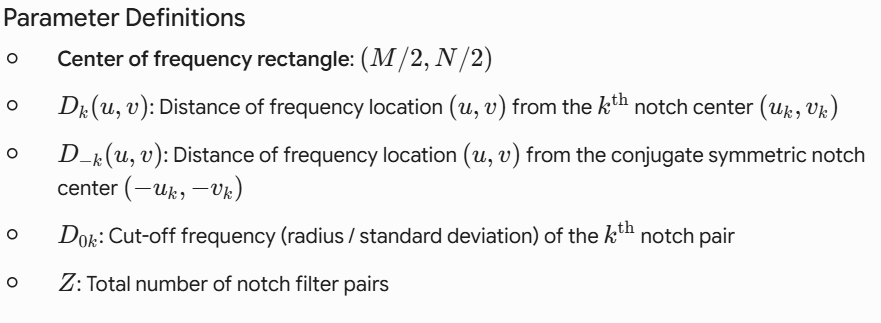 Parameter Definitions
Center of frequency rectangle: (M/2, N/2)
D_k(u, v): Distance of frequency location (u, v) from the k^th notch center (u_k, v_k)
D_{-k}(u, v): Distance of frequency location (u, v) from the conjugate symmetric notch
center (−u_k, −v_k)
D_{0k}: Cut-off frequency (radius / standard deviation) of the k^th notch pair
Z: Total number of notch filter pairs